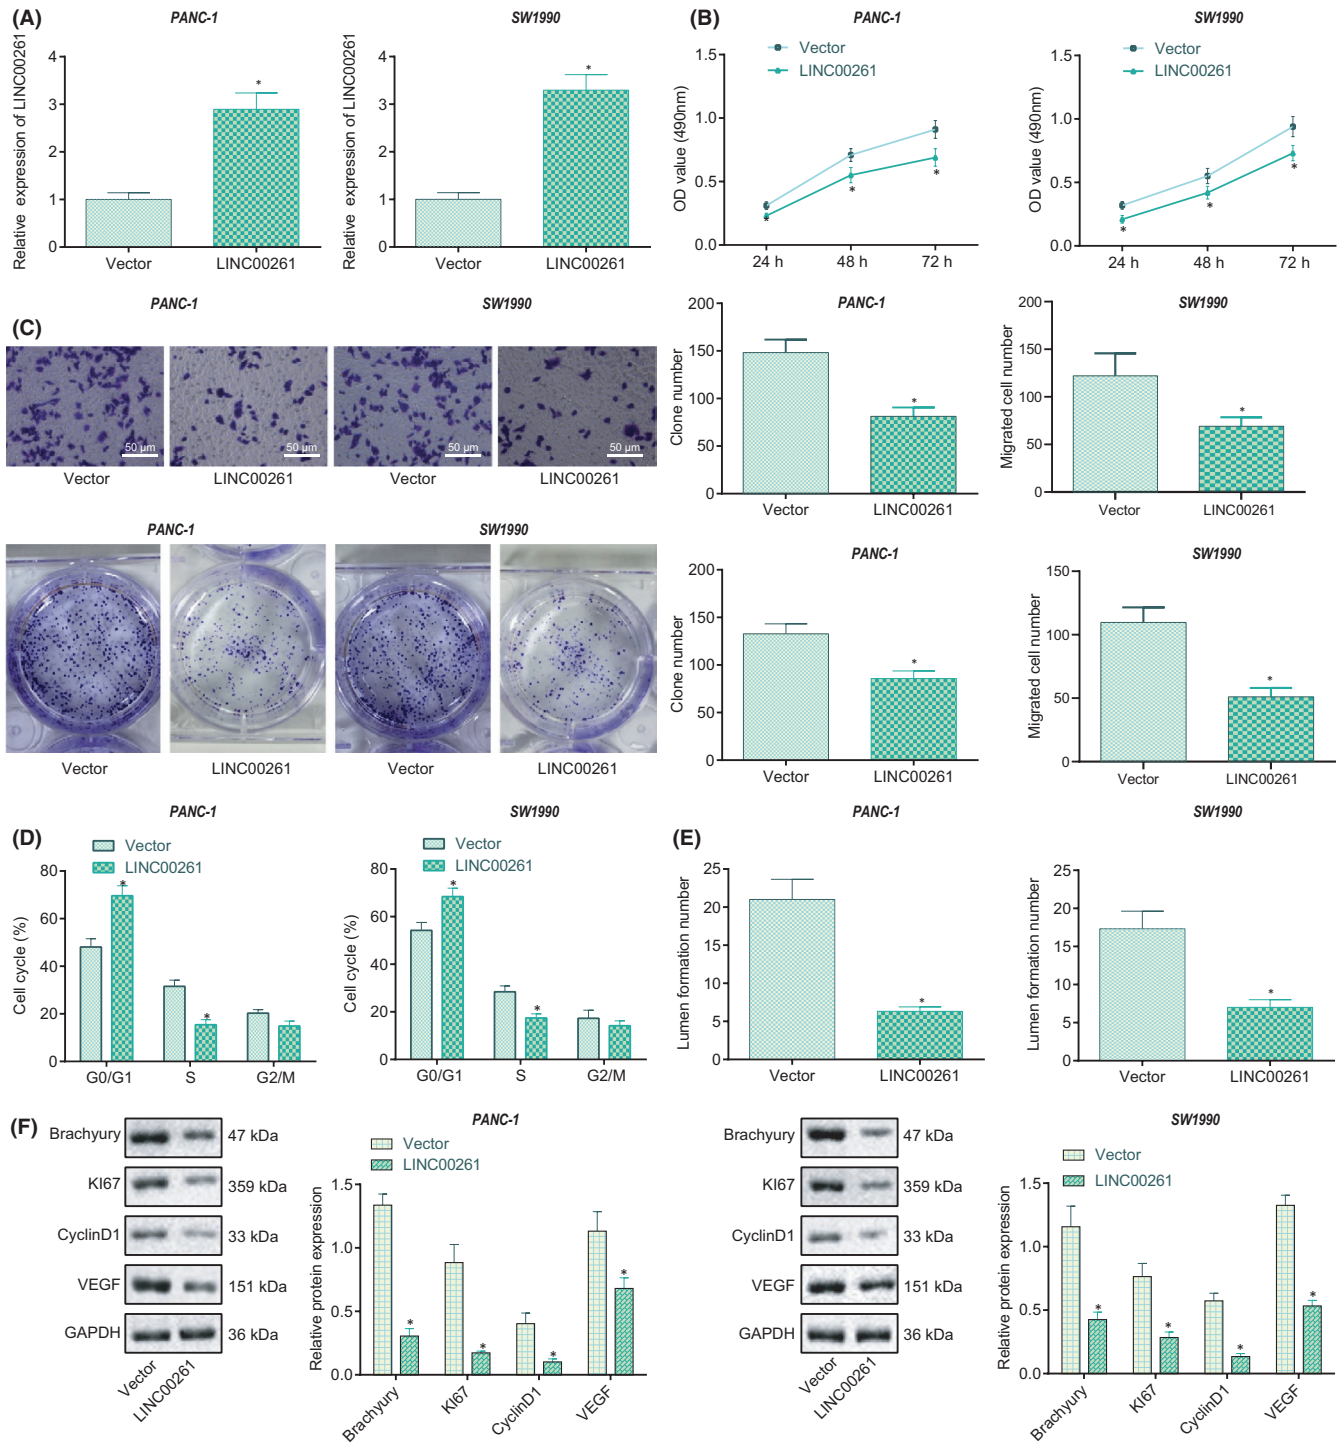 (A)
PANC-1
SW1990
Relative expression of LINC00261
4
3
2
1
0
*
Vector
LINC00261
Relative expression of LINC00261
4
3
2
1
0
*
Vector
LINC00261
(B)
PANC-1
SW1990
Vector
LINC00261
OD value (490nm)
1.5
1.0
0.5
0.0
*
*
*
24 h
48 h
72 h
Vector
LINC00261
OD value (490nm)
1.5
1.0
0.5
0.0
*
*
*
24 h
48 h
72 h
(C)
PANC-1
SW1990
50 µm
50 µm
50 µm
50 µm
Vector
LINC00261
Vector
LINC00261
PANC-1
Clone number
200
150
100
50
0
*
Vector
LINC00261
SW1990
Migrated cell number
200
150
100
50
0
*
Vector
LINC00261
PANC-1
SW1990
Vector
LINC00261
Vector
LINC00261
PANC-1
Clone number
200
150
100
50
0
*
Vector
LINC00261
SW1990
Migrated cell number
150
100
50
0
*
Vector
LINC00261
(D)
PANC-1
Vector
LINC00261
Cell cycle (%)
80
60
40
20
0
*
*
G0/G1
S
G2/M
SW1990
Vector
LINC00261
Cell cycle (%)
80
60
40
20
0
*
*
G0/G1
S
G2/M
(E)
PANC-1
Lumen formation number
25
20
15
10
5
0
*
Vector
LINC00261
SW1990
Lumen formation number
25
20
15
10
5
0
*
Vector
LINC00261
(F)
Brachyury
47 kDa
KI67
359 kDa
CyclinD1
33 kDa
VEGF
151 kDa
GAPDH
36 kDa
Vector
LINC00261
PANC-1
Vector
LINC00261
Relative protein expression
1.5
1.0
0.5
0.0
*
*
*
*
Brachyury
KI67
CyclinD1
VEGF
Brachyury
47 kDa
KI67
359 kDa
CyclinD1
33 kDa
VEGF
151 kDa
GAPDH
36 kDa
Vector
LINC00261
SW1990
Vector
LINC00261
Relative protein expression
1.5
1.0
0.5
0.0
*
*
*
*
Brachyury
KI67
CyclinD1
VEGF